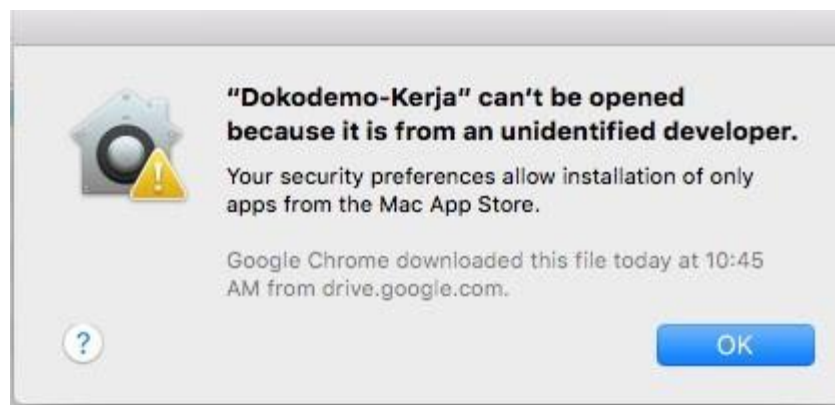 “Dokodemo-Kerja” can't be opened
because it is from an unidentified developer.
Your security preferences allow installation of only
apps from the Mac App Store.
Google Chrome downloaded this file today at 10:45
AM from drive.google.com.
?
OK